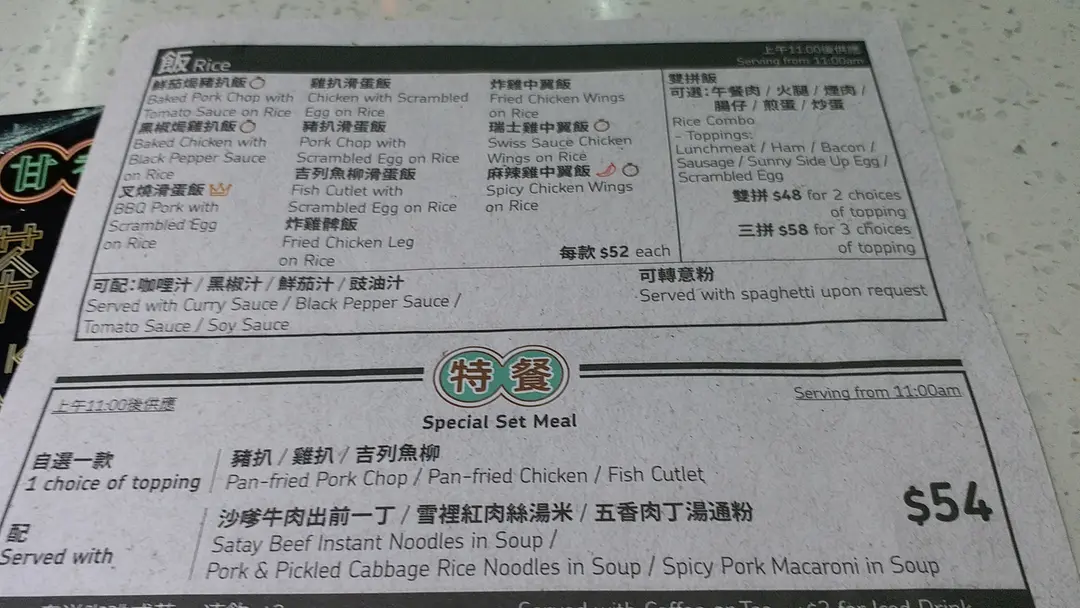 飯 Rice
上午11:00後供應
Serving from 11:00am
鮮茄焗豬扒飯
Baked Pork Chop with
Tomato Sauce on Rice
黑椒焗雞扒飯
Baked Chicken with
Black Pepper Sauce
on Rice
叉燒滑蛋飯
BBQ Pork with
Scrambled Egg
on Rice
雞扒滑蛋飯
Chicken with Scrambled
Egg on Rice
豬扒滑蛋飯
Pork Chop with
Scrambled Egg on Rice
吉列魚柳滑蛋飯
Fish Cutlet with
Scrambled Egg on Rice
炸雞髀飯
Fried Chicken Leg
on Rice
炸雞中翼飯
Fried Chicken Wings
on Rice
瑞士雞中翼飯
Swiss Sauce Chicken
Wings on Rice
麻辣雞中翼飯
Spicy Chicken Wings
on Rice
每款 $52 each
雙拼飯
可選：午餐肉 / 火腿 / 煙肉 /
腸仔 / 煎蛋 / 炒蛋
Rice Combo
- Toppings:
Lunchmeat / Ham / Bacon /
Sausage / Sunny Side Up Egg /
Scrambled Egg
雙拼 $48 for 2 choices
of topping
三拼 $58 for 3 choices
of topping
可配：咖喱汁 / 黑椒汁 / 鮮茄汁 / 豉油汁
Served with Curry Sauce / Black Pepper Sauce /
Tomato Sauce / Soy Sauce
可轉意粉
Served with spaghetti upon request
特餐
Special Set Meal
上午11:00後供應
Serving from 11:00am
自選一款
1 choice of topping
豬扒 / 雞扒 / 吉列魚柳
Pan-fried Pork Chop / Pan-fried Chicken / Fish Cutlet
配
Served with
沙嗲牛肉出前一丁 / 雪裡紅肉絲湯米 / 五香肉丁湯通粉
Satay Beef Instant Noodles in Soup /
Pork & Pickled Cabbage Rice Noodles in Soup / Spicy Pork Macaroni in Soup
$54
甘